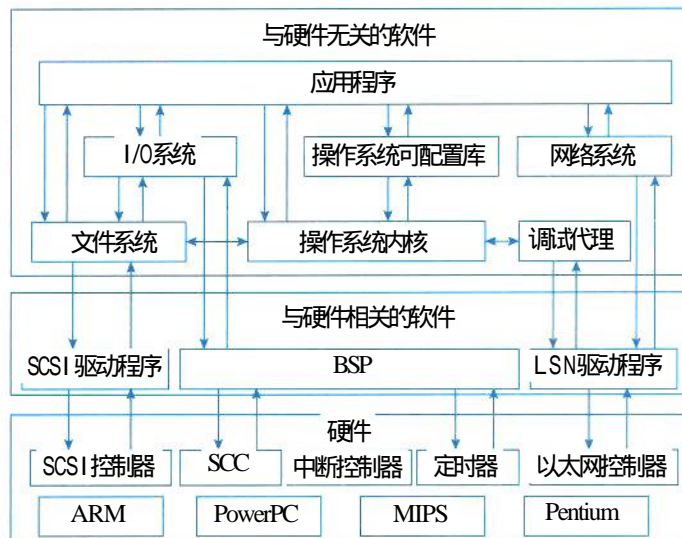 与硬件无关的软件
应用程序
I/O系统
操作系统可配置库
网络系统
文件系统
操作系统内核
调试代理
与硬件相关的软件
SCSI驱动程序
BSP
LSN驱动程序
硬件
SCSI控制器
SCC
中断控制器
定时器
以太网控制器
ARM
PowerPC
MIPS
Pentium